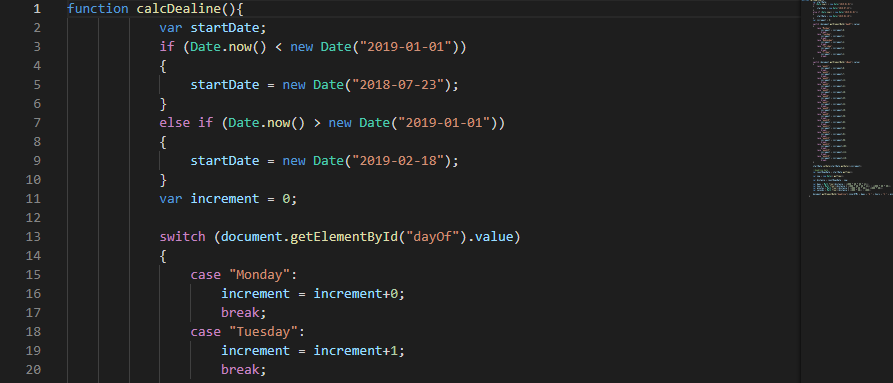 1 function calcDealine(){
2 var startDate;
3 if (Date.now() < new Date("2019-01-01"))
4 {
5 startDate = new Date("2018-07-23");
6 }
7 else if (Date.now() > new Date("2019-01-01"))
8 {
9 startDate = new Date("2019-02-18");
10 }
11 var increment = 0;
12
13 switch (document.getElementById("dayOf").value)
14 {
15 case "Monday":
16 increment = increment+0;
17 break;
18 case "Tuesday":
19 increment = increment+1;
20 break;